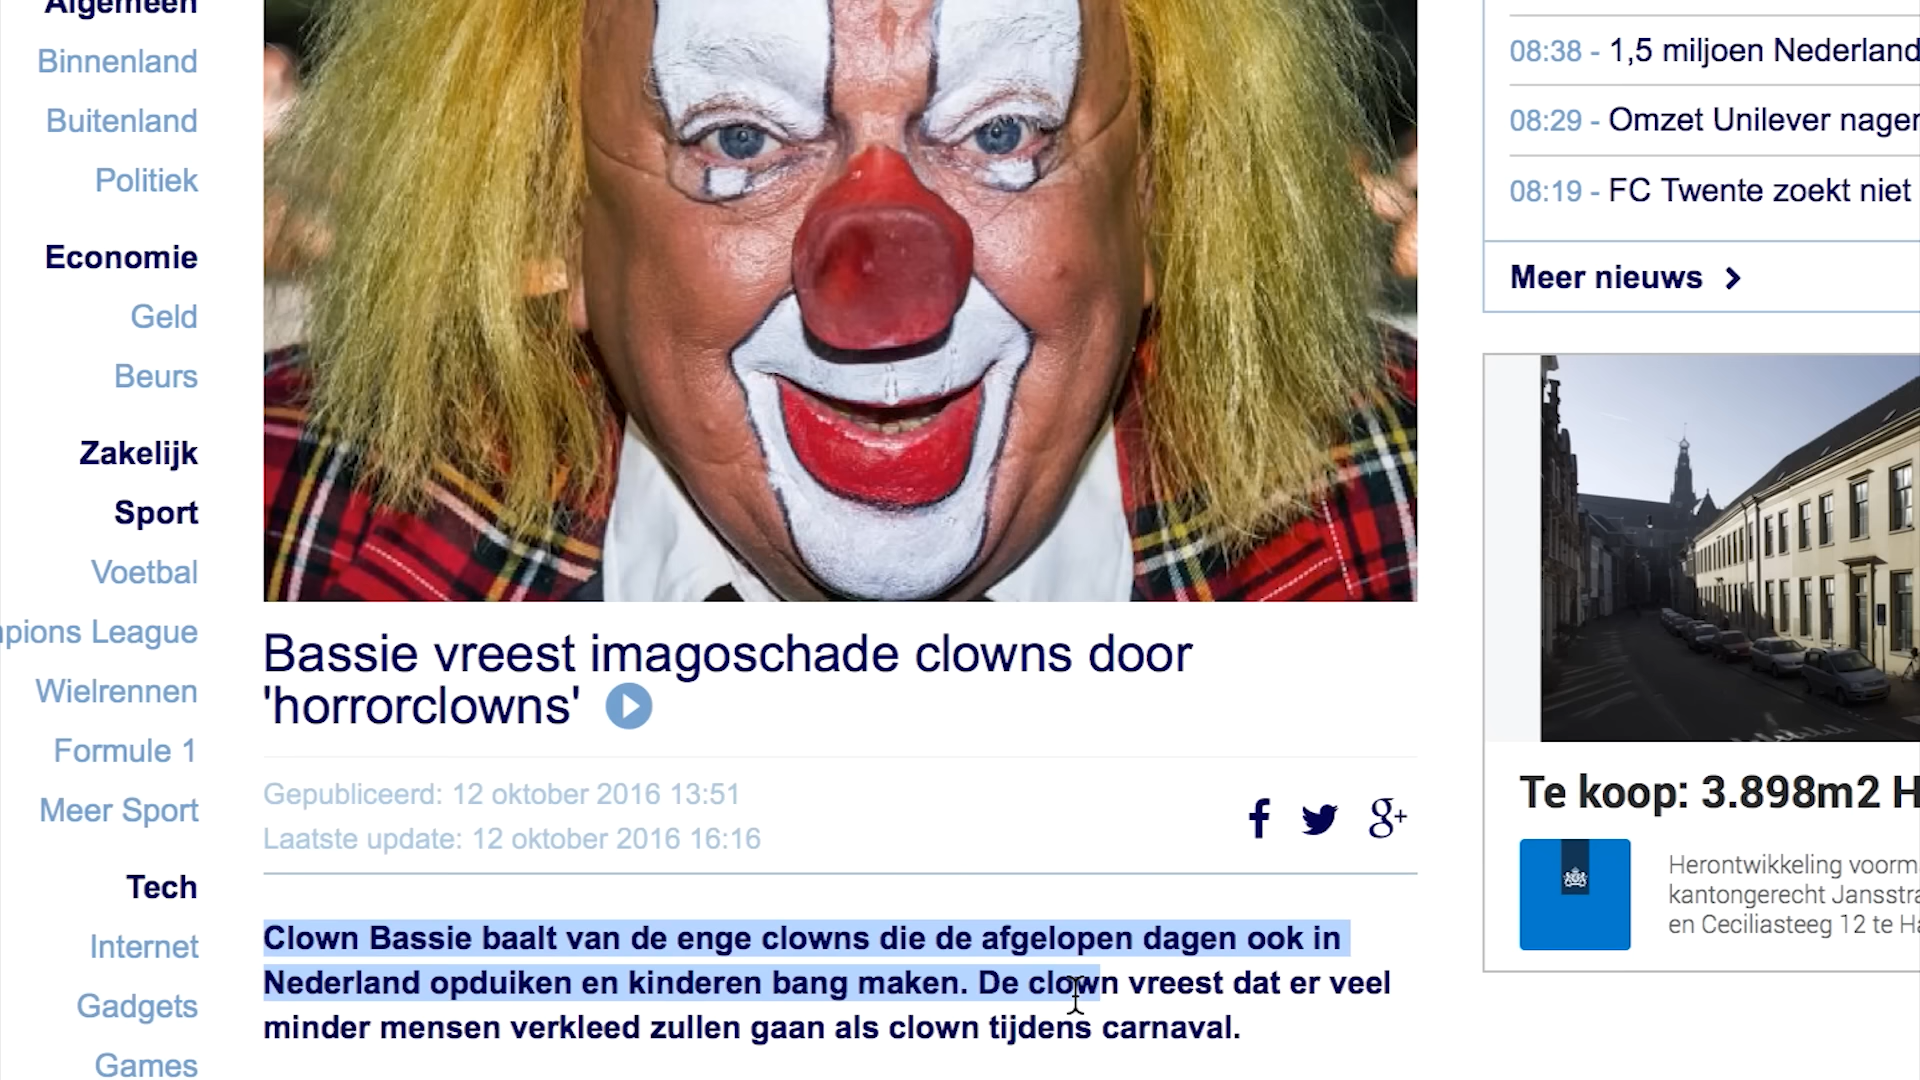 Algemeen
Binnenland
Buitenland
Politiek
Economie
Geld
Beurs
Zakelijk
Sport
Voetbal
pions League
Wielrennen
Formule 1
Meer Sport
Tech
Internet
Gadgets
Games
Bassie vreest imagoschade clowns door
'horrorclowns'
Gepubliceerd: 12 oktober 2016 13:51
Laatste update: 12 oktober 2016 16:16
f g+
Clown Bassie baalt van de enge clowns die de afgelopen dagen ook in
Nederland opduiken en kinderen bang maken. De clown vreest dat er veel
minder mensen verkleed zullen gaan als clown tijdens carnaval.
08:38 - 1,5 miljoen Nederland
08:29 - Omzet Unilever nager
08:19 - FC Twente zoekt niet
Meer nieuws
Te koop: 3.898m2 H
Herontwikkeling voorm
kantongerecht Jansstra
en Ceciliasteeg 12 te Ha